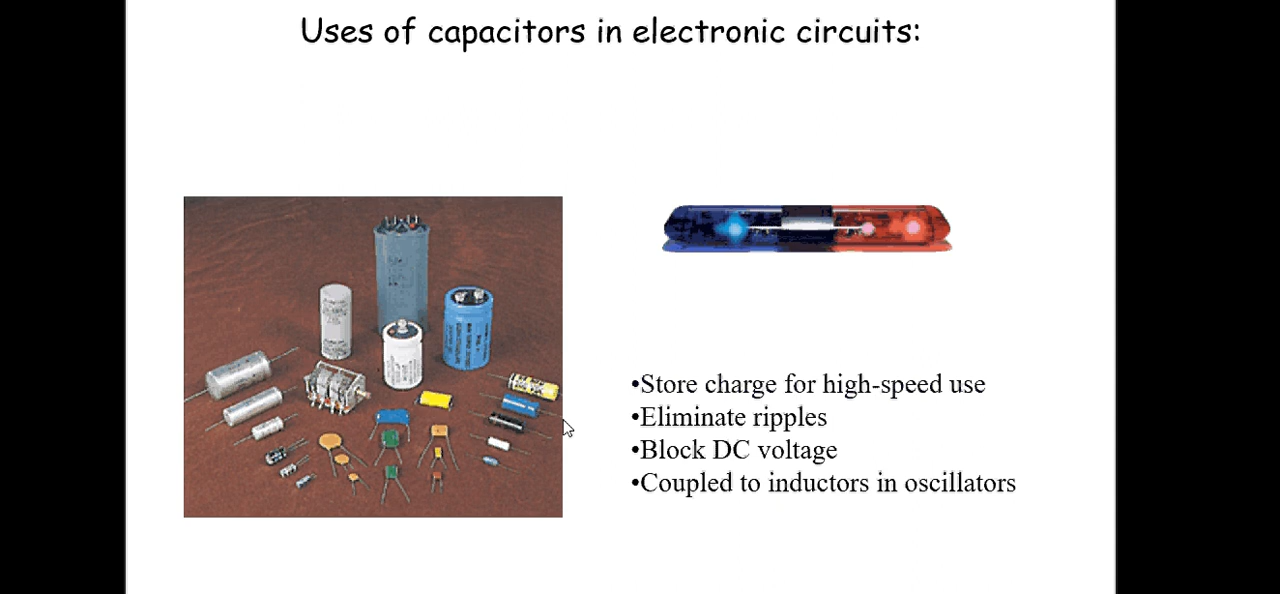 Uses of capacitors in electronic circuits:
•Store charge for high-speed use
•Eliminate ripples
•Block DC voltage
•Coupled to inductors in oscillators